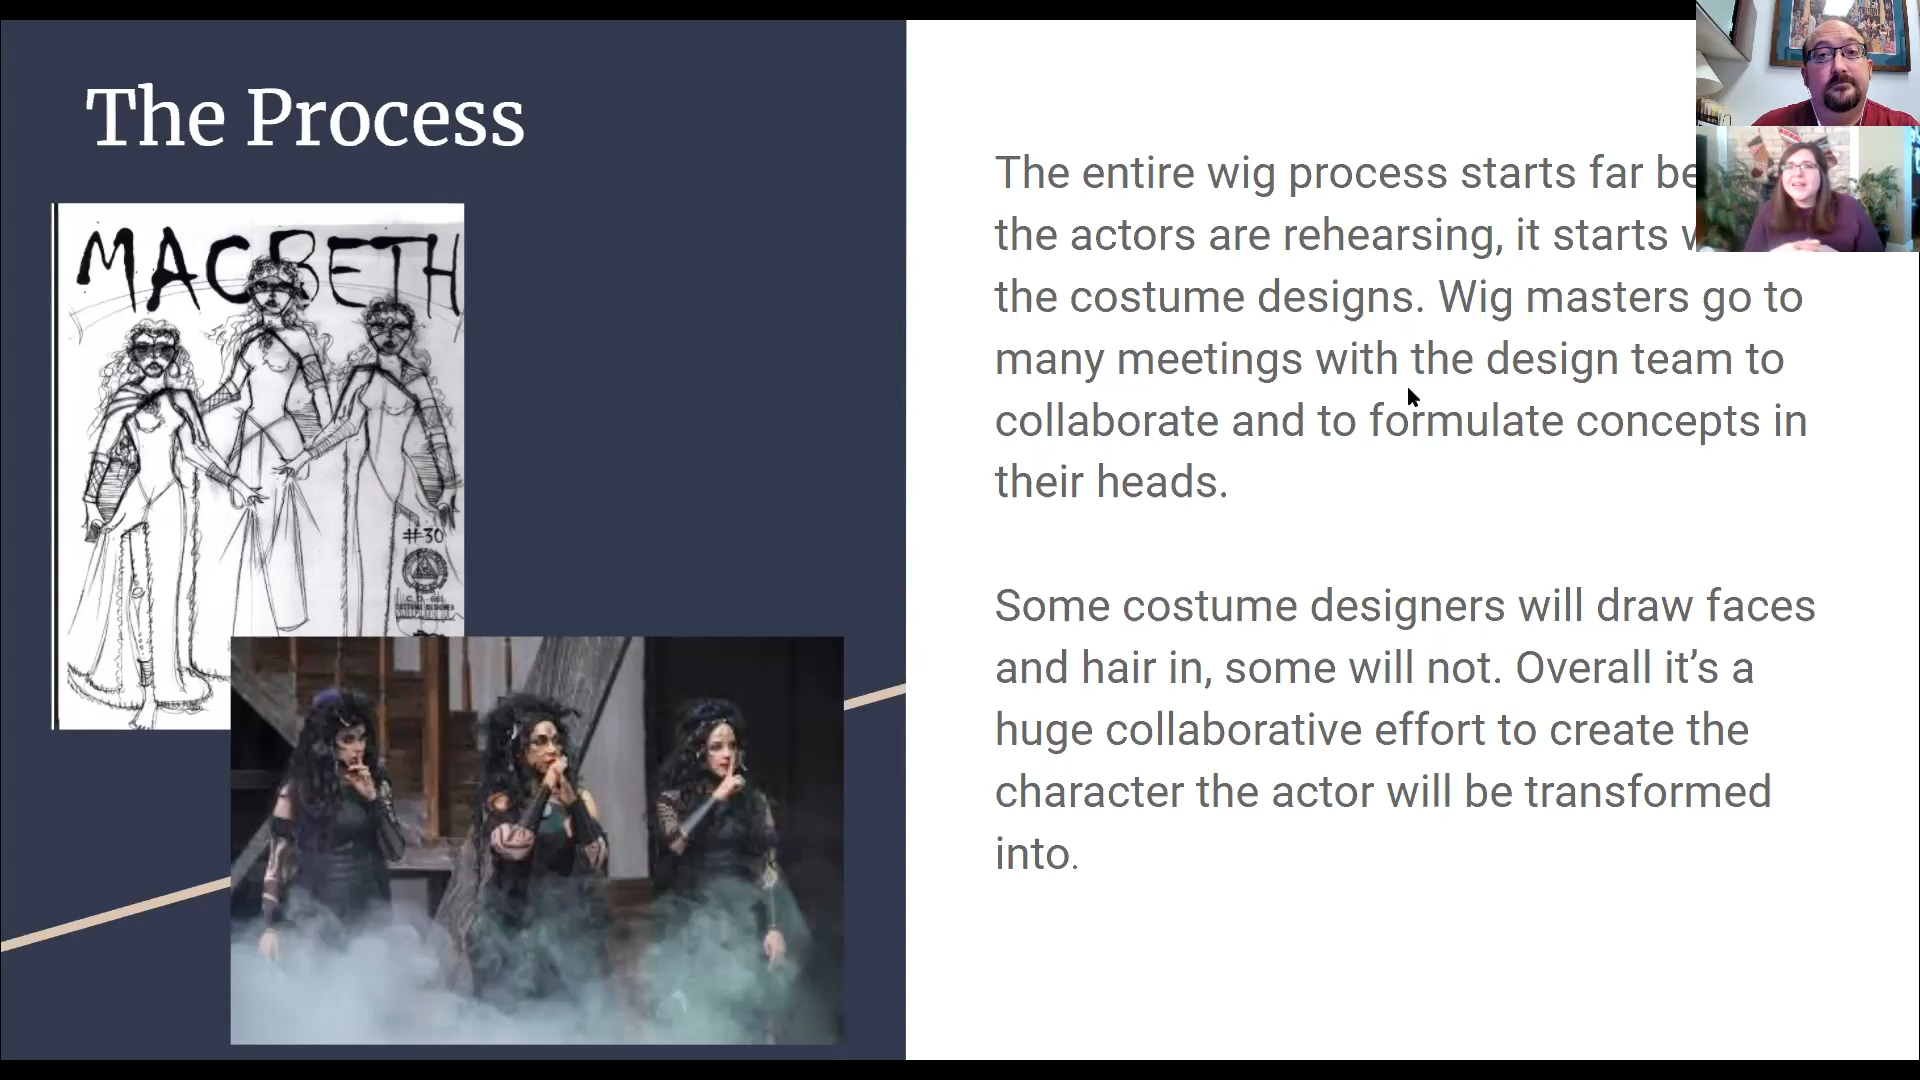 The Process
MACBETH
#30
COSTUME DESIGNER
The entire wig process starts far
the actors are rehearsing, it starts
the costume designs. Wig masters go to
many meetings with the design team to
collaborate and to formulate concepts in
their heads.
Some costume designers will draw faces
and hair in, some will not. Overall it’s a
huge collaborative effort to create the
character the actor will be transformed
into.